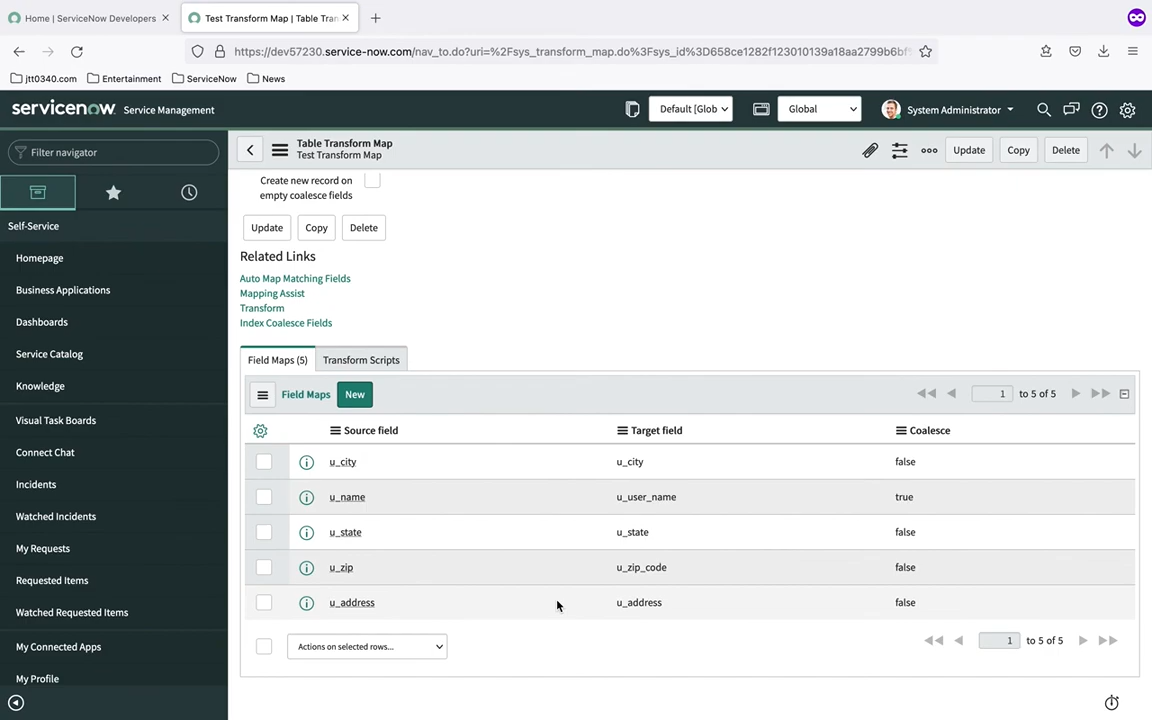 Home | ServiceNow Developers
Test Transform Map | Table Tran
https://dev57230.service-now.com/nav_to.do?uri=%2Fsys_transform_map.do%3Fsys_id%3D658ce1282f123010139a18aa2799b6bf%
jtt0340.com Entertainment ServiceNow News
servicenow Service Management
Default [Glob
Global
System Administrator
Filter navigator
Table Transform Map
Test Transform Map
Update Copy Delete
Self-Service
Homepage
Business Applications
Dashboards
Service Catalog
Knowledge
Visual Task Boards
Connect Chat
Incidents
Watched Incidents
My Requests
Requested Items
Watched Requested Items
My Connected Apps
My Profile
Create new record on
empty coalesce fields
Update Copy Delete
Related Links
Auto Map Matching Fields
Mapping Assist
Transform
Index Coalesce Fields
Field Maps (5) Transform Scripts
Field Maps New 1 to 5 of 5
Source field Target field Coalesce
u_city u_city false
u_name u_user_name true
u_state u_state false
u_zip u_zip_code false
u_address u_address false
Actions on selected rows... 1 to 5 of 5